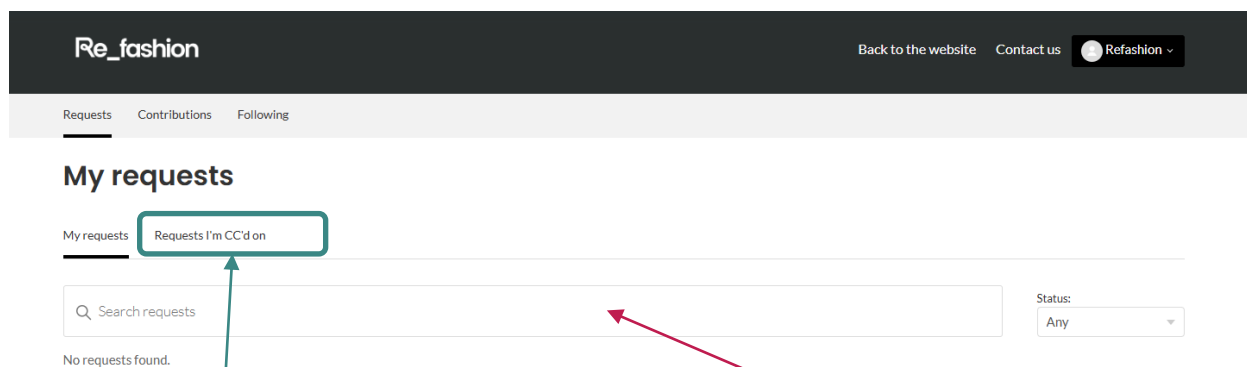 Re_fashion
Back to the website Contact us Refashion
Requests Contributions Following
My requests
My requests Requests I'm CC'd on
Search requests
Status:
Any
No requests found.